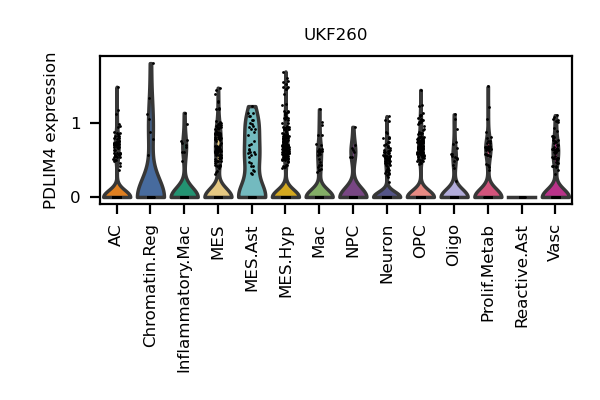 UKF260
PDLIM4 expression
1
0
AC
Chromatin.Reg
Inflammatory.Mac
MES
MES.Ast
MES.Hyp
Mac
NPC
Neuron
OPC
Oligo
Prolif.Metab
Reactive.Ast
Vasc